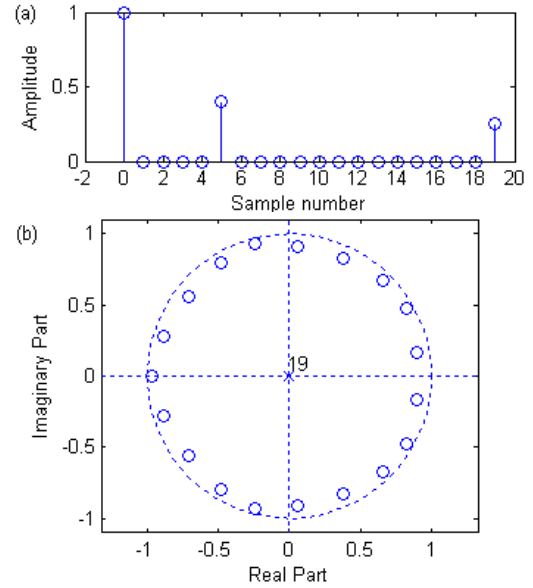 (a)
Amplitude
1
0.5
0
-2 0 2 4 6 8 10 12 14 16 18 20
Sample number
(b)
Imaginary Part
1
0.5
0
-0.5
-1
19
-1 -0.5 0 0.5 1
Real Part